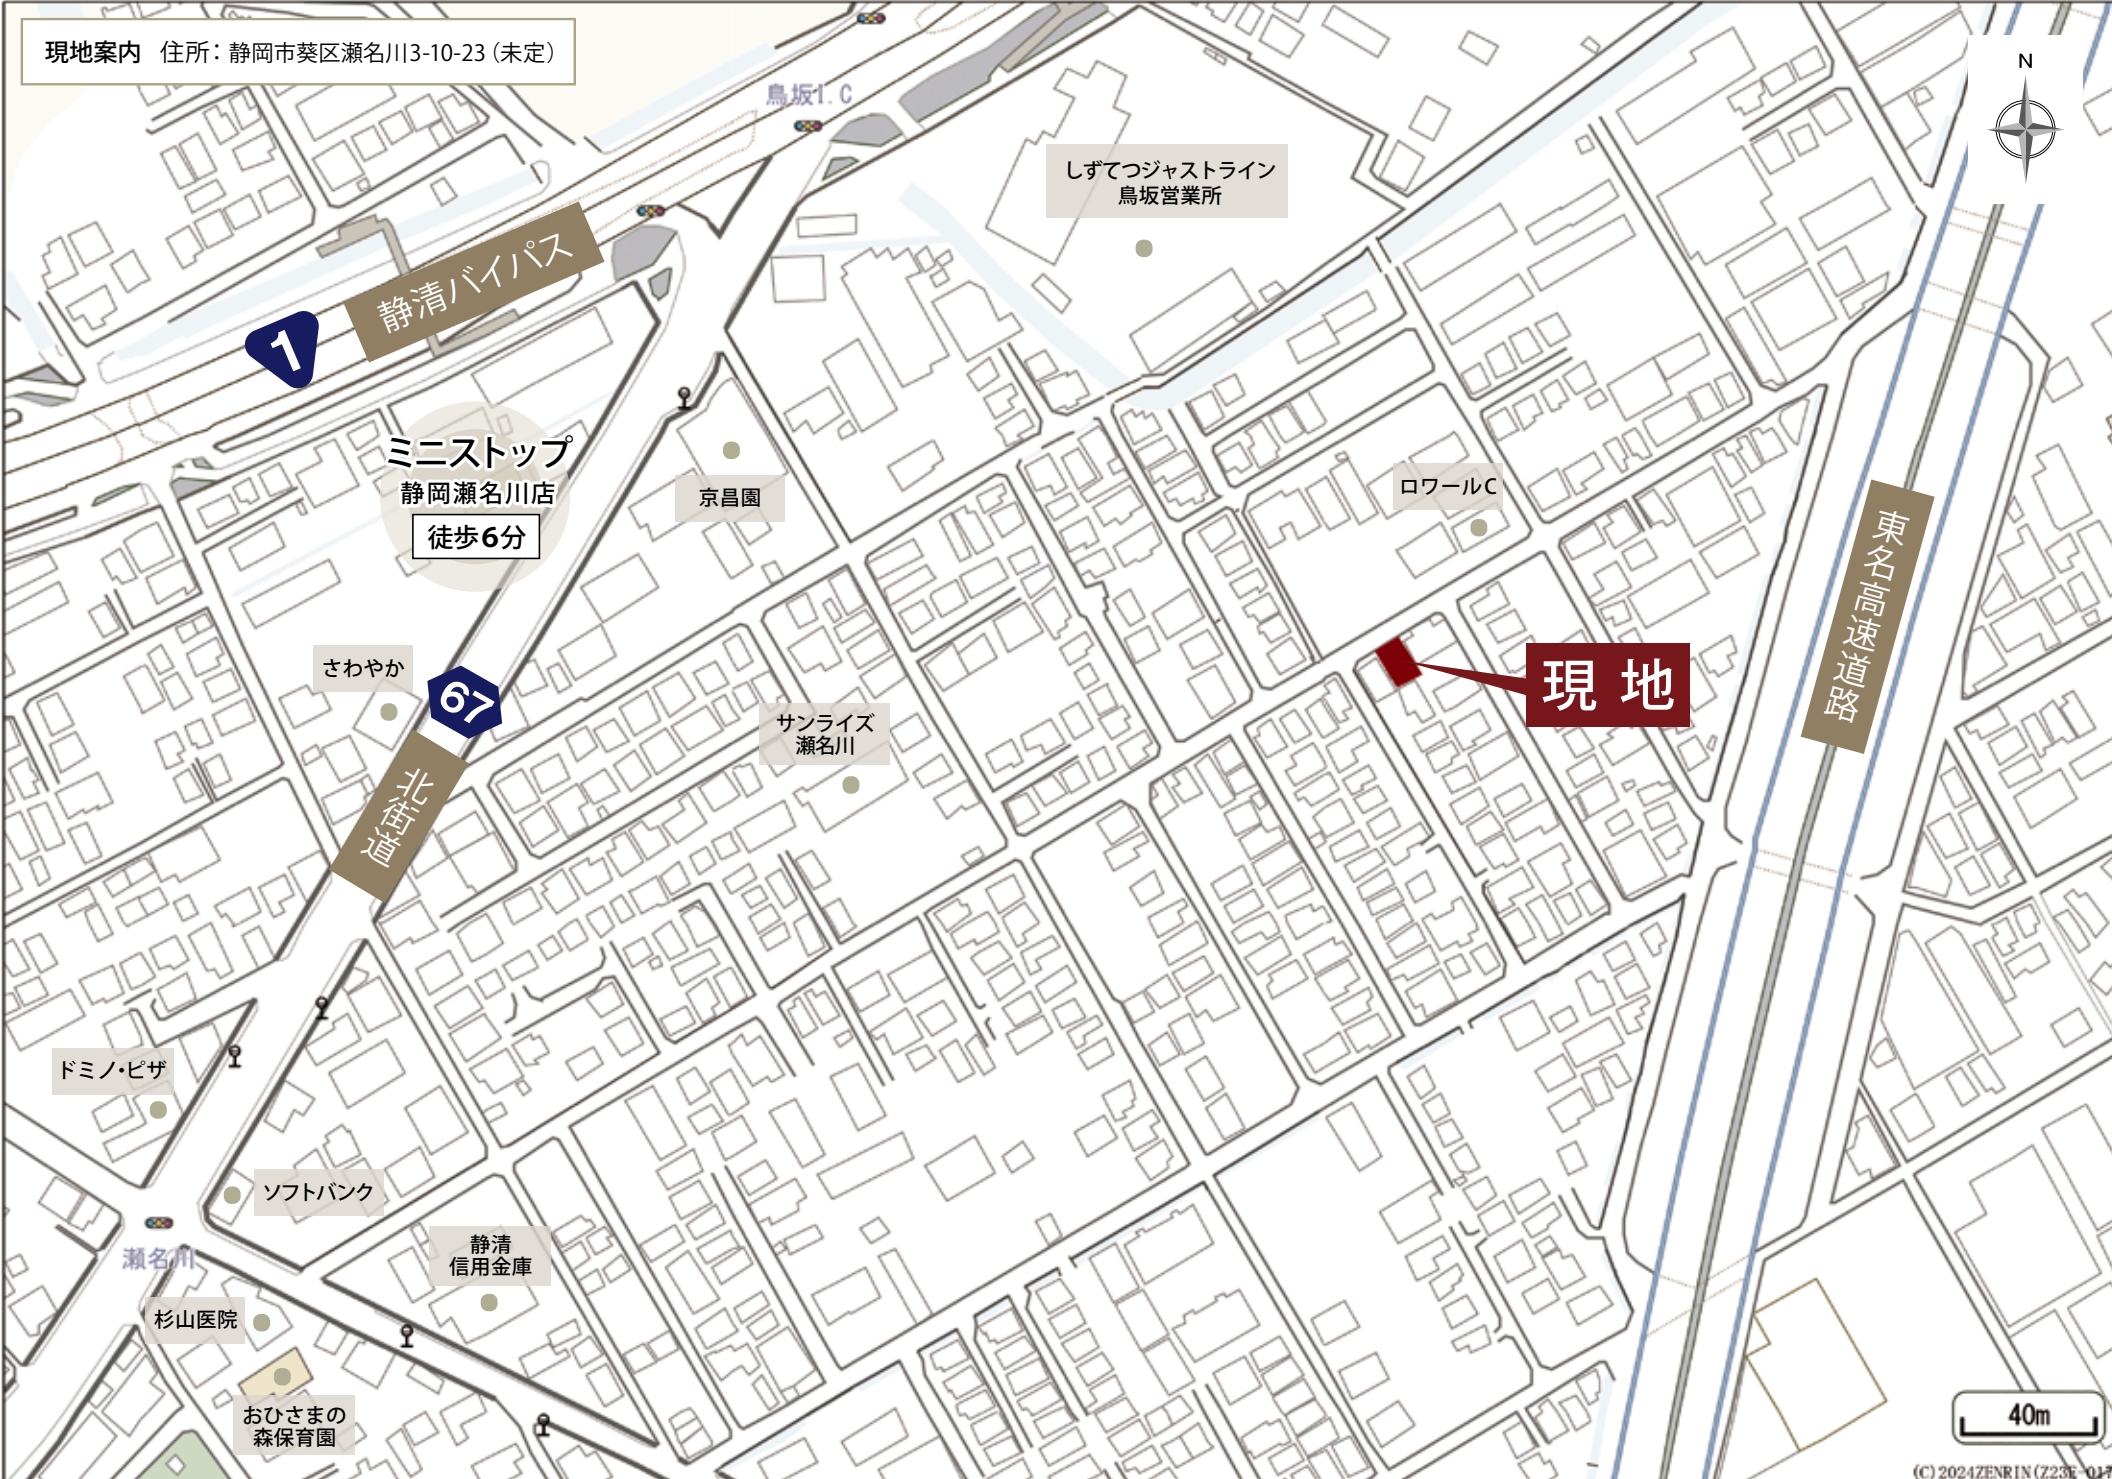 現地案内 住所：静岡市葵区瀬名川3-10-23（未定）
N
鳥坂I.C
しずてつジャストライン
鳥坂営業所
静清バイパス
1
ミニストップ
静岡瀬名川店
徒歩6分
京昌園
ロワールC
東名高速道路
さわやか
67
現地
サンライズ
瀬名川
北街道
ドミノ・ピザ
ソフトバンク
瀬名川
静清
信用金庫
杉山医院
おひさまの
森保育園
40m
(C)2024ZENRIN(Z23E-017